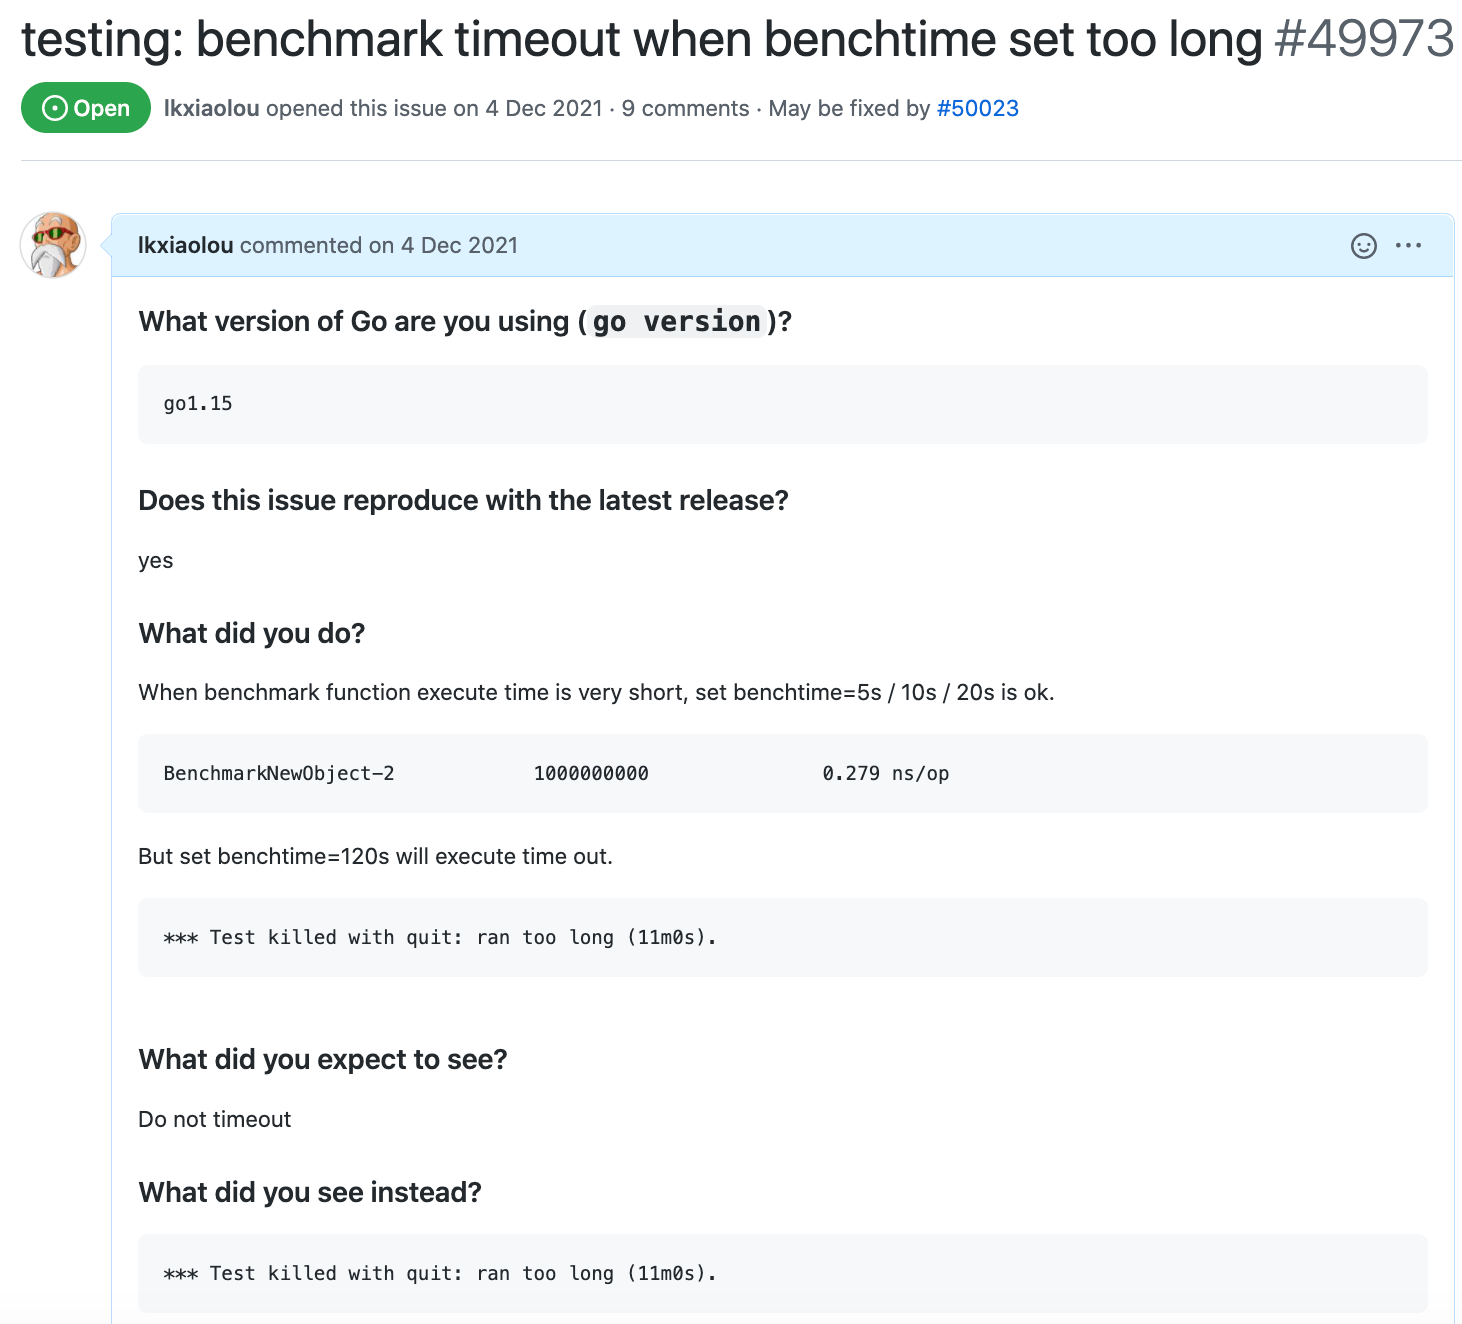 testing: benchmark timeout when benchtime set too long #49973
Open lkxiaolou opened this issue on 4 Dec 2021 · 9 comments · May be fixed by #50023
lkxiaolou commented on 4 Dec 2021
What version of Go are you using (go version)?
go1.15
Does this issue reproduce with the latest release?
yes
What did you do?
When benchmark function execute time is very short, set benchtime=5s / 10s / 20s is ok.
BenchmarkNewObject-2 1000000000 0.279 ns/op
But set benchtime=120s will execute time out.
*** Test killed with quit: ran too long (11m0s).
What did you expect to see?
Do not timeout
What did you see instead?
*** Test killed with quit: ran too long (11m0s).